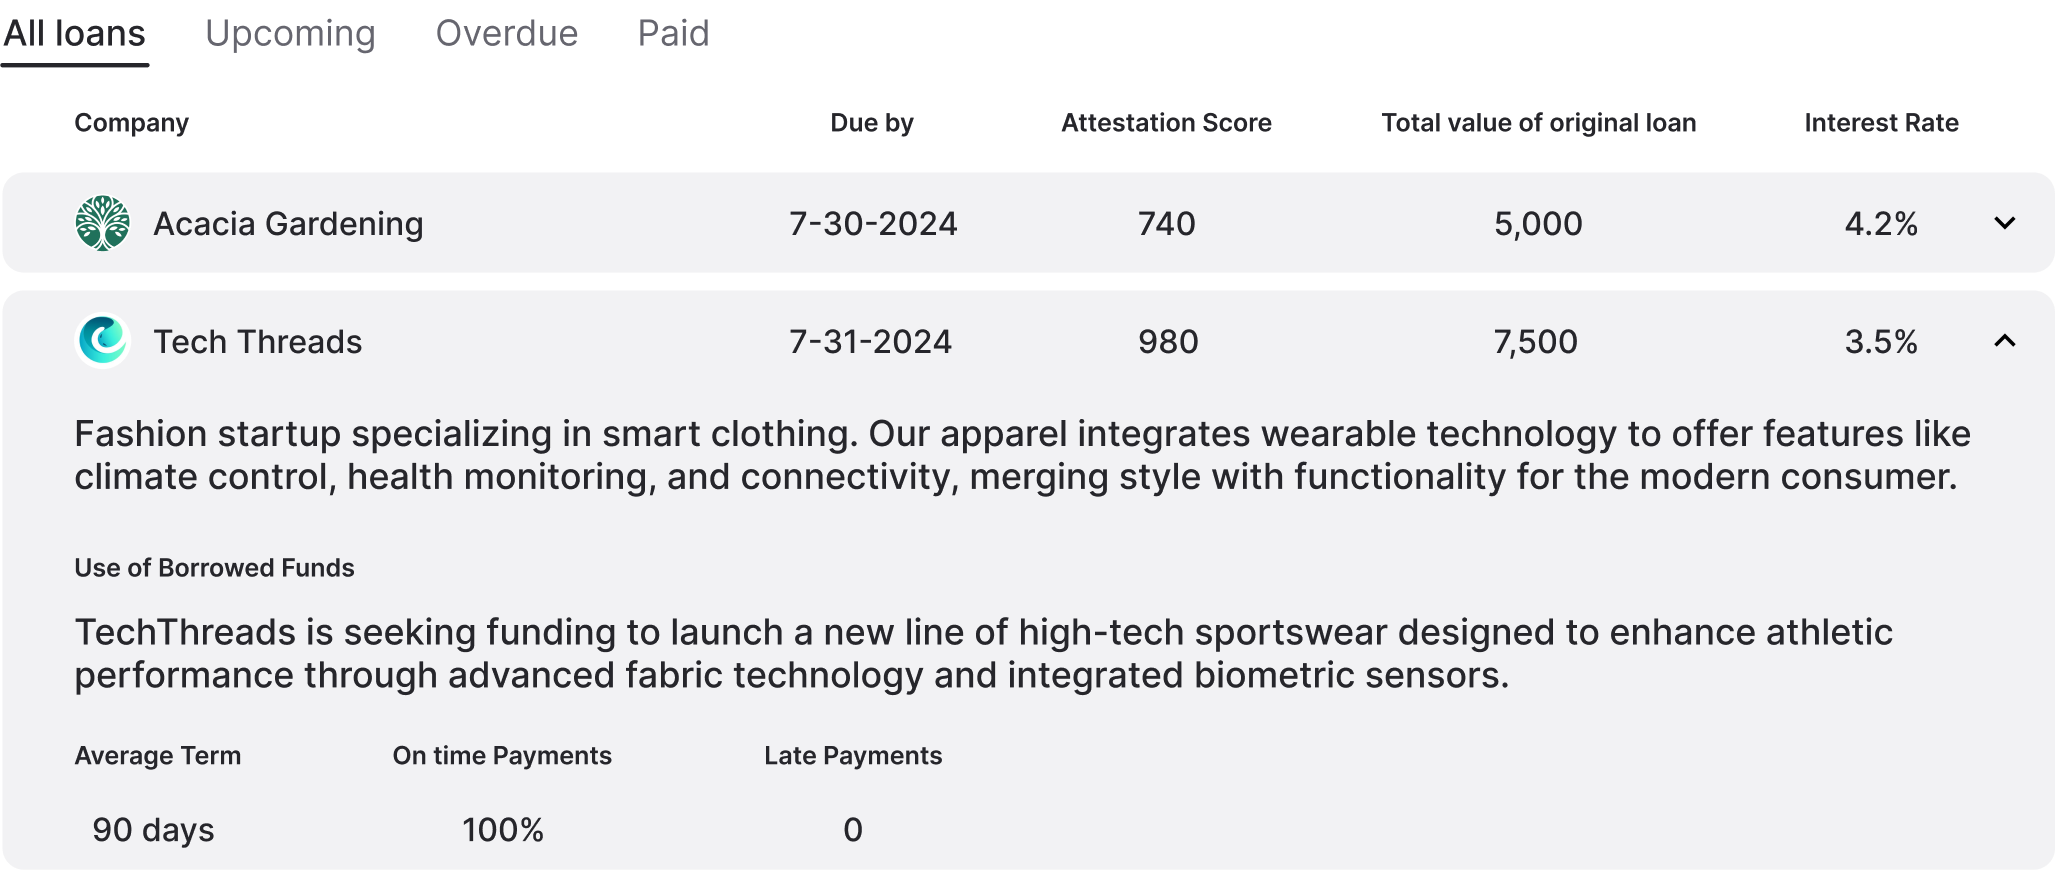 All loans Upcoming Overdue Paid
Company Due by Attestation Score Total value of original loan Interest Rate
Acacia Gardening 7-30-2024 740 5,000 4.2%
Tech Threads 7-31-2024 980 7,500 3.5%
Fashion startup specializing in smart clothing. Our apparel integrates wearable technology to offer features like
climate control, health monitoring, and connectivity, merging style with functionality for the modern consumer.
Use of Borrowed Funds
TechThreads is seeking funding to launch a new line of high-tech sportswear designed to enhance athletic
performance through advanced fabric technology and integrated biometric sensors.
Average Term On time Payments Late Payments
90 days 100% 0